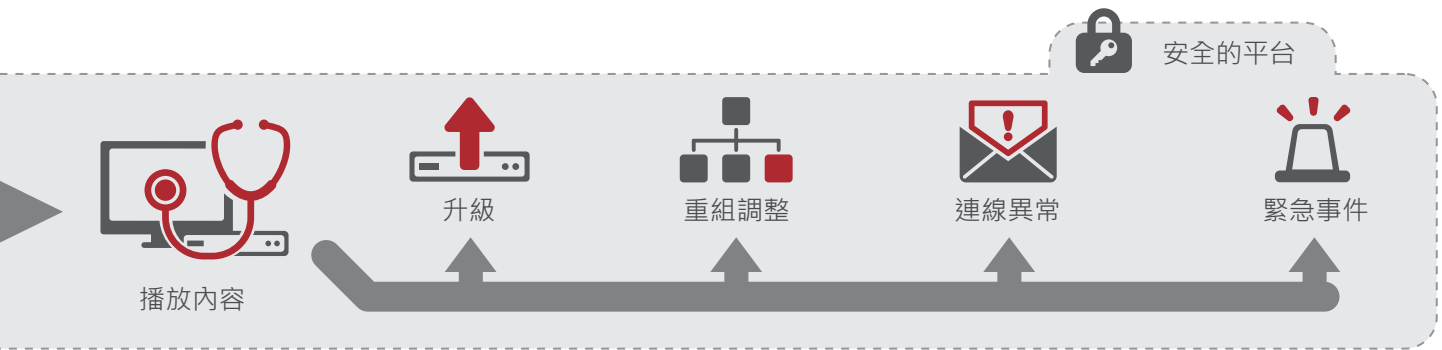 安全的平台
升級
重組調整
連線異常
緊急事件
播放內容